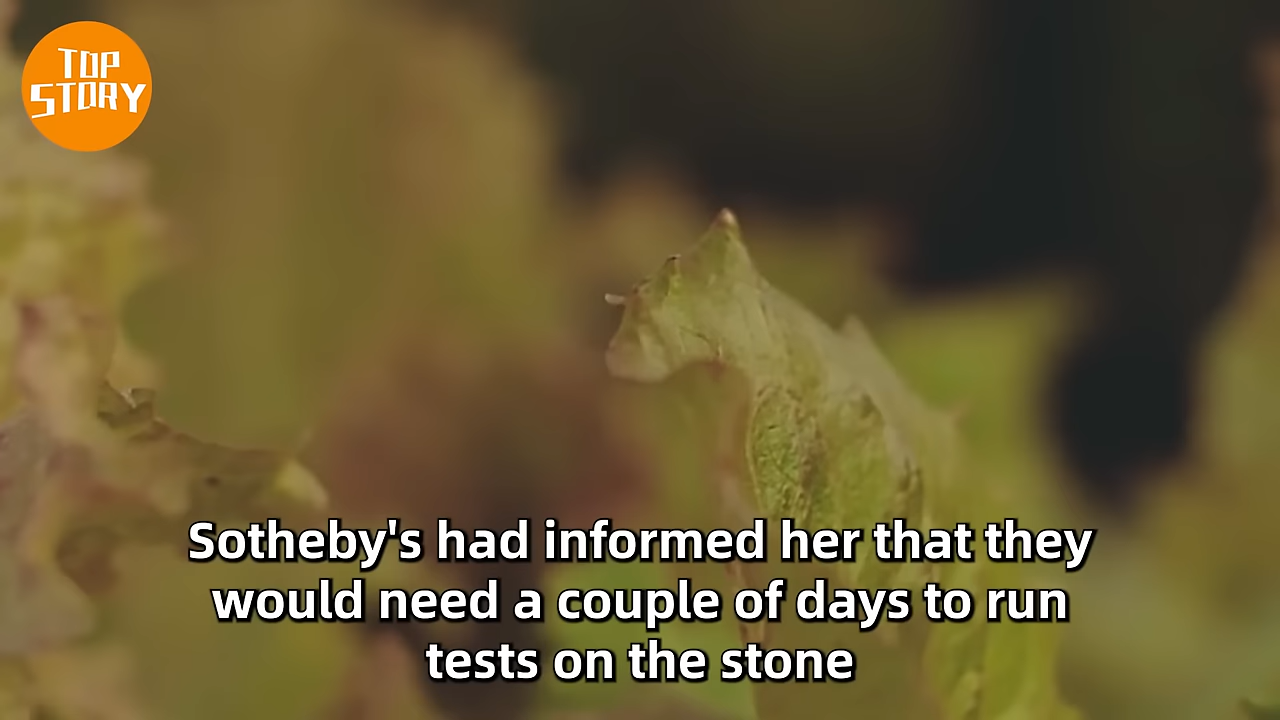 TOP
STORY
Sotheby's had informed her that they
would need a couple of days to run
tests on the stone